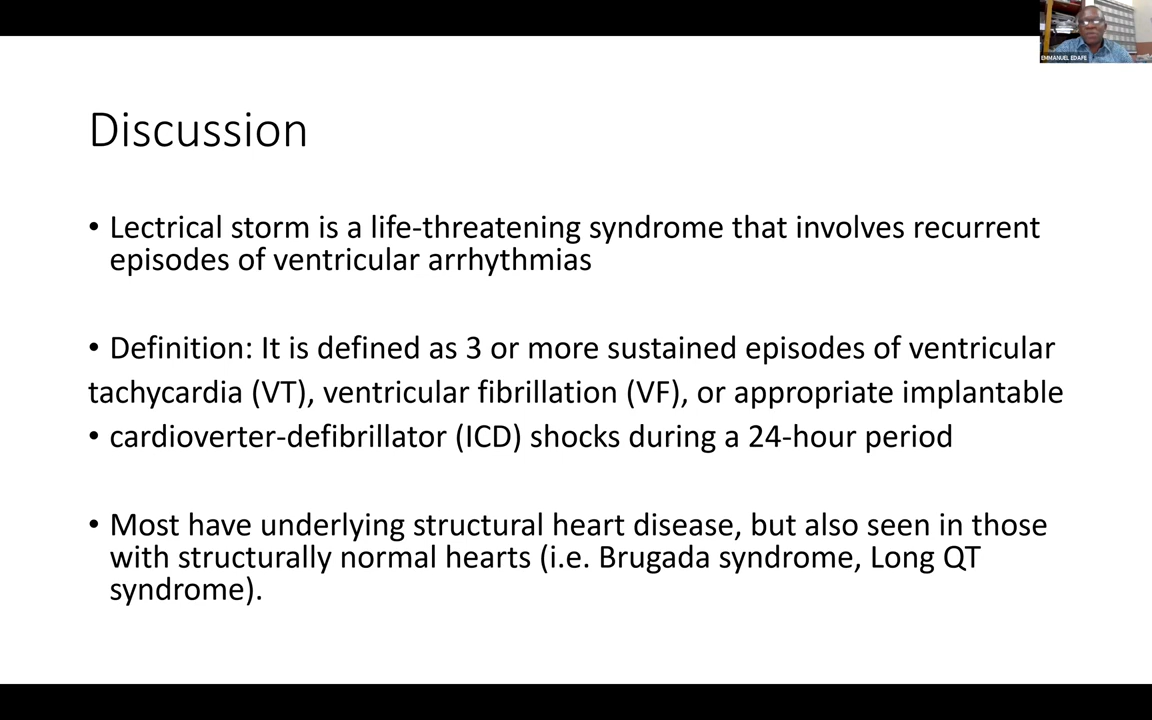 EMMANUEL EDAFE
Discussion
• Lectrical storm is a life-threatening syndrome that involves recurrent
episodes of ventricular arrhythmias
• Definition: It is defined as 3 or more sustained episodes of ventricular
tachycardia (VT), ventricular fibrillation (VF), or appropriate implantable
• cardioverter-defibrillator (ICD) shocks during a 24-hour period
• Most have underlying structural heart disease, but also seen in those
with structurally normal hearts (i.e. Brugada syndrome, Long QT
syndrome).